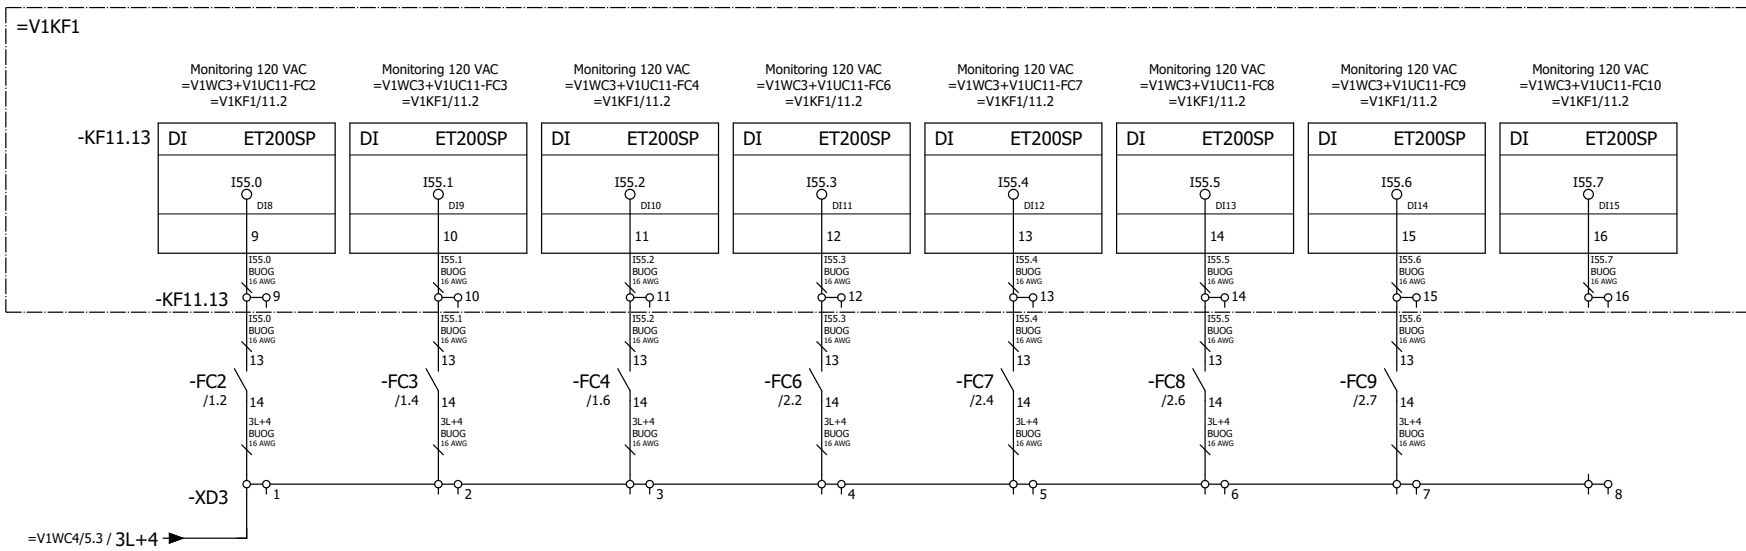 =V1KF1
Monitoring 120 VAC
=V1WC3+V1UC11-FC2
=V1KF1/11.2
Monitoring 120 VAC
=V1WC3+V1UC11-FC3
=V1KF1/11.2
Monitoring 120 VAC
=V1WC3+V1UC11-FC4
=V1KF1/11.2
Monitoring 120 VAC
=V1WC3+V1UC11-FC6
=V1KF1/11.2
Monitoring 120 VAC
=V1WC3+V1UC11-FC7
=V1KF1/11.2
Monitoring 120 VAC
=V1WC3+V1UC11-FC8
=V1KF1/11.2
Monitoring 120 VAC
=V1WC3+V1UC11-FC9
=V1KF1/11.2
Monitoring 120 VAC
=V1WC3+V1UC11-FC10
=V1KF1/11.2
-KF11.13
DI ET200SP
I55.0
DI8
9
DI ET200SP
I55.1
DI9
10
DI ET200SP
I55.2
DI10
11
DI ET200SP
I55.3
DI11
12
DI ET200SP
I55.4
DI12
13
DI ET200SP
I55.5
DI13
14
DI ET200SP
I55.6
DI14
15
DI ET200SP
I55.7
DI15
16
I55.0
BUOG
16 AWG
I55.1
BUOG
16 AWG
I55.2
BUOG
16 AWG
I55.3
BUOG
16 AWG
I55.4
BUOG
16 AWG
I55.5
BUOG
16 AWG
I55.6
BUOG
16 AWG
I55.7
BUOG
16 AWG
-KF11.13
9
10
11
12
13
14
15
16
I55.0
BUOG
16 AWG
13
-FC2
/1.2
14
3L+4
BUOG
16 AWG
I55.1
BUOG
16 AWG
13
-FC3
/1.4
14
3L+4
BUOG
16 AWG
I55.2
BUOG
16 AWG
13
-FC4
/1.6
14
3L+4
BUOG
16 AWG
I55.3
BUOG
16 AWG
13
-FC6
/2.2
14
3L+4
BUOG
16 AWG
I55.4
BUOG
16 AWG
13
-FC7
/2.4
14
3L+4
BUOG
16 AWG
I55.5
BUOG
16 AWG
13
-FC8
/2.6
14
3L+4
BUOG
16 AWG
I55.6
BUOG
16 AWG
13
-FC9
/2.7
14
3L+4
BUOG
16 AWG
-XD3
1
2
3
4
5
6
7
8
=V1WC4/5.3 / 3L+4